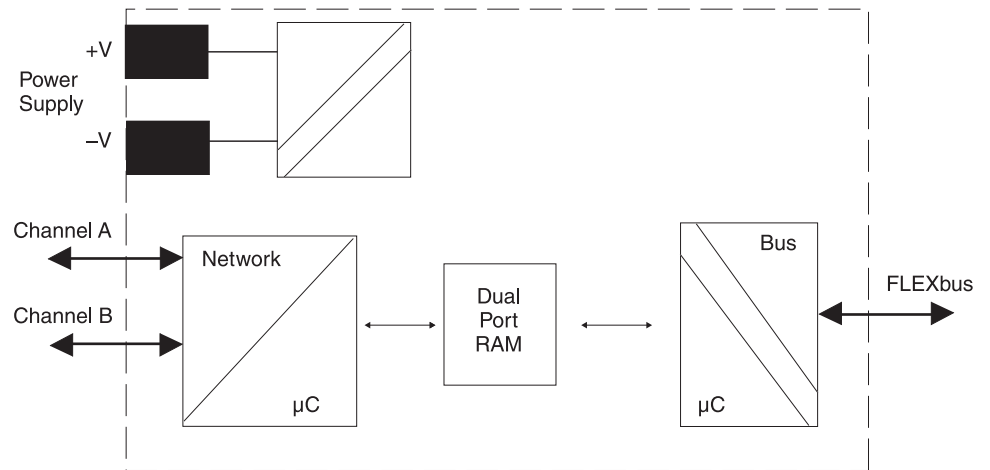 +V
Power
Supply
–V
Channel A
Channel B
Network
µC
Dual
Port
RAM
Bus
µC
FLEXbus